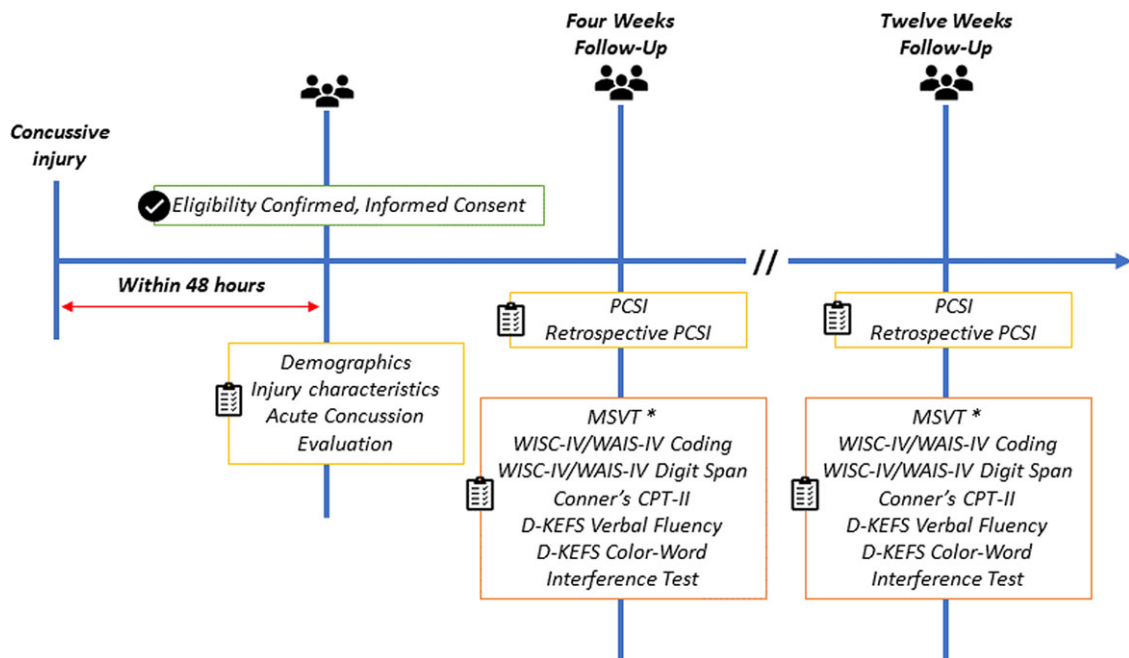 Four Weeks
Follow-Up
Twelve Weeks
Follow-Up
Concussive
injury
Eligibility Confirmed, Informed Consent
//
Within 48 hours
Demographics
Injury characteristics
Acute Concussion
Evaluation
PCSI
Retrospective PCSI
MSVT *
WISC-IV/WAIS-IV Coding
WISC-IV/WAIS-IV Digit Span
Conner's CPT-II
D-KEFS Verbal Fluency
D-KEFS Color-Word
Interference Test
PCSI
Retrospective PCSI
MSVT *
WISC-IV/WAIS-IV Coding
WISC-IV/WAIS-IV Digit Span
Conner's CPT-II
D-KEFS Verbal Fluency
D-KEFS Color-Word
Interference Test